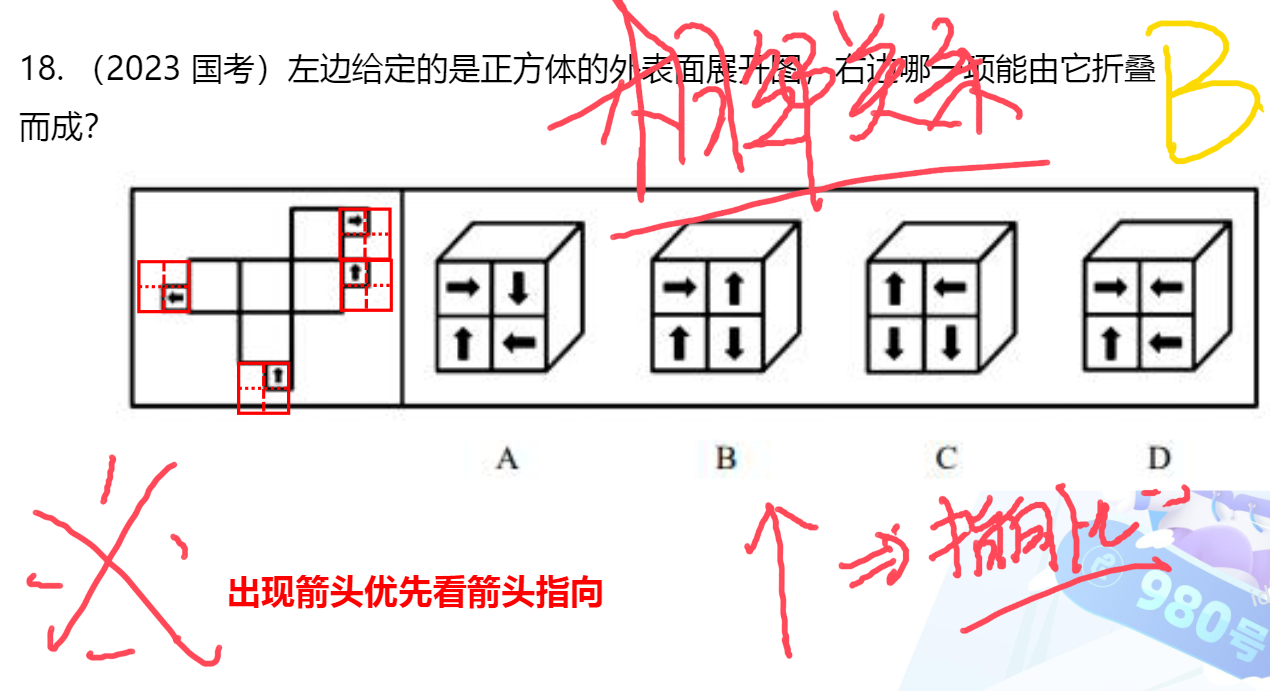 18. （2023 国考）左边给定的是正方体的外表面展开图，右边哪一项能由它折叠
而成？
相邻关系
B
A B C D
出现箭头优先看箭头指向
指向性
980号